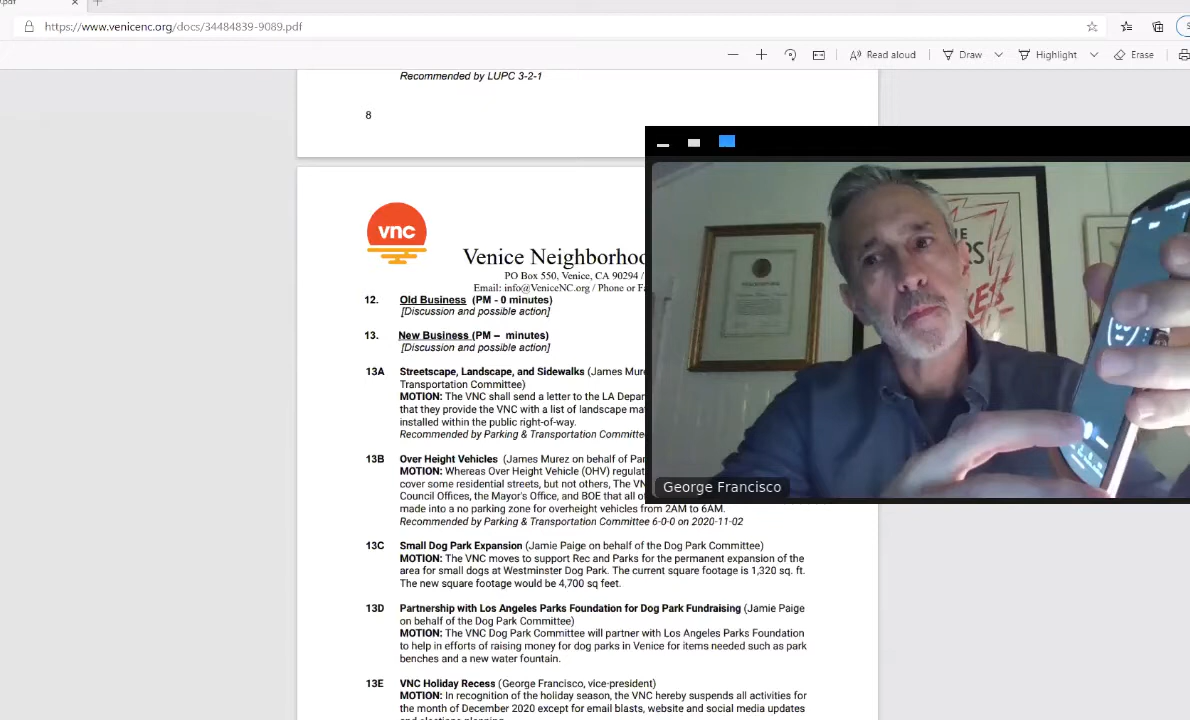 https://www.venicenc.org/docs/34484839-9089.pdf
Read aloud
Draw
Highlight
Erase
Recommended by LUPC 3-2-1
8
vnc
Venice
PO Box 550, Venice, CA 90294 /
Email: info@VeniceNC.org / Phone or
12. Old Business (PM - 0 minutes)
[Discussion and possible action]
13. New Business (PM – minutes)
[Discussion and possible action]
13A Streetscape, Landscape, and Sidewalks (James
Transportation Committee)
MOTION: The VNC shall send a letter to the LA
that they provide the VNC with a list of landscape
installed within the public right-of-way.
Recommended by Parking & Transportation Committee
13B Over Height Vehicles (James Murez on behalf of
MOTION: Whereas Over Height Vehicle (OHV)
cover some residential streets, but not others, The
Council Offices, the Mayor's Office, and BOE that all
made into a no parking zone for overheight vehicles from 2AM to 6AM.
Recommended by Parking & Transportation Committee 6-0-0 on 2020-11-02
13C Small Dog Park Expansion (Jamie Paige on behalf of the Dog Park Committee)
MOTION: The VNC moves to support Rec and Parks for the permanent expansion of the
area for small dogs at Westminster Dog Park. The current square footage is 1,320 sq. ft.
The new square footage would be 4,700 sq feet.
13D Partnership with Los Angeles Parks Foundation for Dog Park Fundraising (Jamie Paige
on behalf of the Dog Park Committee)
MOTION: The VNC Dog Park Committee will partner with Los Angeles Parks Foundation
to help in efforts of raising money for dog parks in Venice for items needed such as park
benches and a new water fountain.
13E VNC Holiday Recess (George Francisco, vice-president)
MOTION: In recognition of the holiday season, the VNC hereby suspends all activities for
the month of December 2020 except for email blasts, website and social media updates
George Francisco